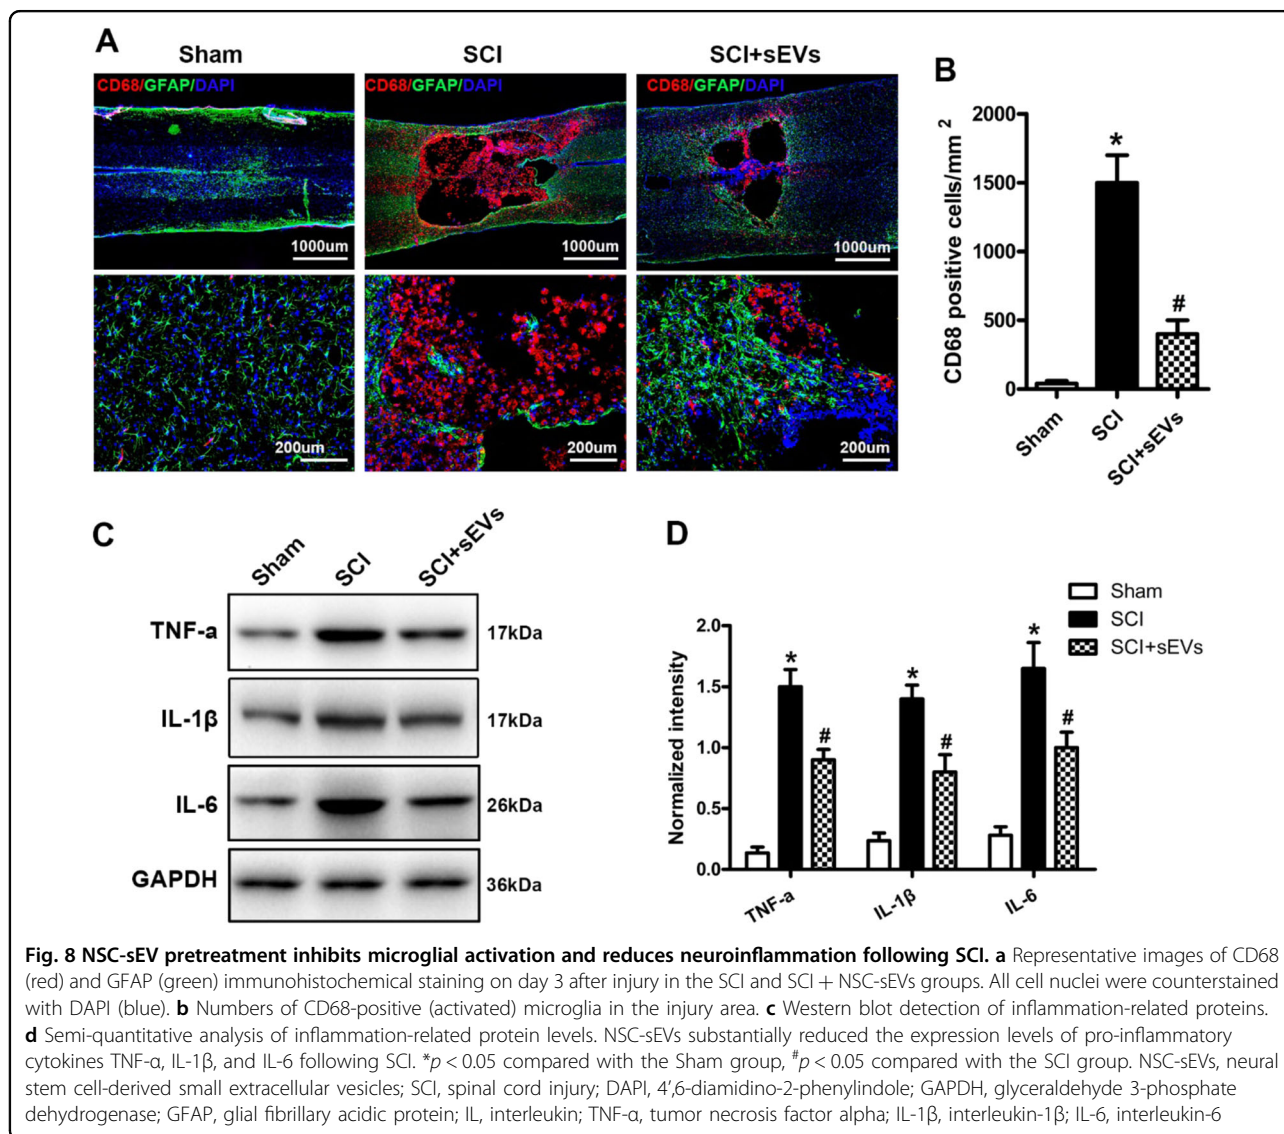 A
Sham
SCI
SCI+sEVs
CD68/GFAP/DAPI
CD68/GFAP/DAPI
CD68/GFAP/DAPI
1000um
1000um
1000um
200um
200um
200um
B
CD68 positive cells/mm 2
2000
1500
1000
500
0
*
#
Sham
SCI
SCI+sEVs
C
Sham
SCI
SCI+sEVs
TNF-a
17kDa
IL-1β
17kDa
IL-6
26kDa
GAPDH
36kDa
D
Sham
SCI
SCI+sEVs
Normalized intensity
2.0
1.5
1.0
0.5
0.0
*
#
*
#
*
#
TNF-a
IL-1β
IL-6
Fig. 8 NSC-sEV pretreatment inhibits microglial activation and reduces neuroinflammation following SCI. a Representative images of CD68
(red) and GFAP (green) immunohistochemical staining on day 3 after injury in the SCI and SCI + NSC-sEVs groups. All cell nuclei were counterstained
with DAPI (blue). b Numbers of CD68-positive (activated) microglia in the injury area. c Western blot detection of inflammation-related proteins.
d Semi-quantitative analysis of inflammation-related protein levels. NSC-sEVs substantially reduced the expression levels of pro-inflammatory
cytokines TNF-α, IL-1β, and IL-6 following SCI. *p < 0.05 compared with the Sham group, #p < 0.05 compared with the SCI group. NSC-sEVs, neural
stem cell-derived small extracellular vesicles; SCI, spinal cord injury; DAPI, 4′,6-diamidino-2-phenylindole; GAPDH, glyceraldehyde 3-phosphate
dehydrogenase; GFAP, glial fibrillary acidic protein; IL, interleukin; TNF-α, tumor necrosis factor alpha; IL-1β, interleukin-1β; IL-6, interleukin-6